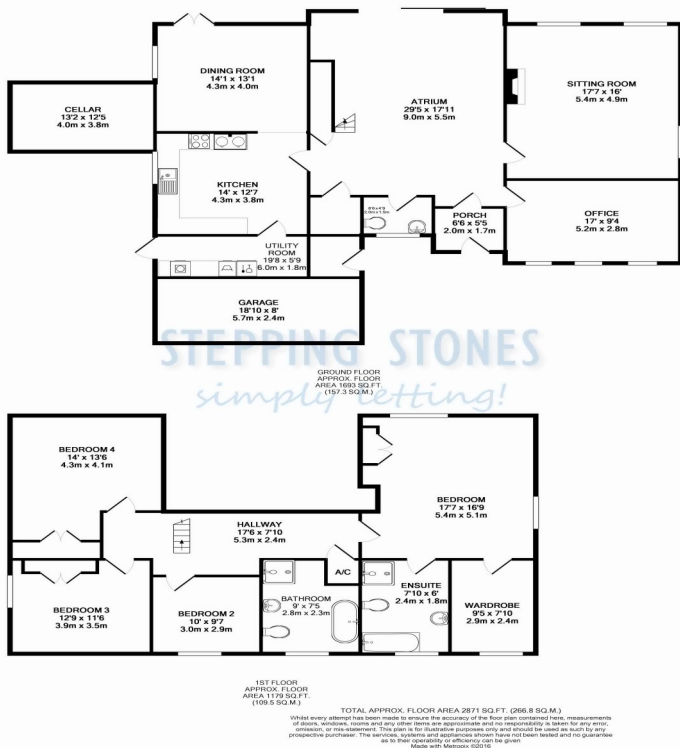 DINING ROOM
14'1 x 13'1
4.3m x 4.0m
CELLAR
13'2 x 12'5
4.0m x 3.8m
ATRIUM
29'5 x 17'11
9.0m x 5.5m
SITTING ROOM
17'7 x 16'
5.4m x 4.9m
KITCHEN
14' x 12'7
4.3m x 3.8m
PORCH
6'6 x 5'5
2.0m x 1.7m
OFFICE
17' x 9'4
5.2m x 2.8m
UTILITY
ROOM
19'8 x 5'9
6.0m x 1.8m
GARAGE
18'10 x 8'
5.7m x 2.4m
STEPPING STONES
simply letting!
GROUND FLOOR
APPROX. FLOOR
AREA 1693 SQ.FT.
(157.3 SQ.M.)
BEDROOM 4
14' x 13'6
4.3m x 4.1m
BEDROOM
17'7 x 16'9
5.4m x 5.1m
HALLWAY
17'6 x 7'10
5.3m x 2.4m
A/C
BEDROOM 3
12'9 x 11'6
3.9m x 3.5m
BEDROOM 2
10' x 9'7
3.0m x 2.9m
BATHROOM
9' x 7'5
2.8m x 2.3m
ENSUITE
7'10 x 6'
2.4m x 1.8m
WARDROBE
9'5 x 7'10
2.9m x 2.4m
1ST FLOOR
APPROX. FLOOR
AREA 1179 SQ.FT.
(109.5 SQ.M.)
TOTAL APPROX. FLOOR AREA 2871 SQ.FT. (266.8 SQ.M.)
Whilst every attempt has been made to ensure the accuracy of the floor plan contained here, measurements
of doors, windows, rooms and any other items are approximate and no responsibility is taken for any error,
omission, or mis-statement. This plan is for illustrative purposes only and should be used as such by any
prospective purchaser. The services, systems and appliances shown have not been tested and no guarantee
as to their operability or efficiency can be given
Made with Metropix ©2016